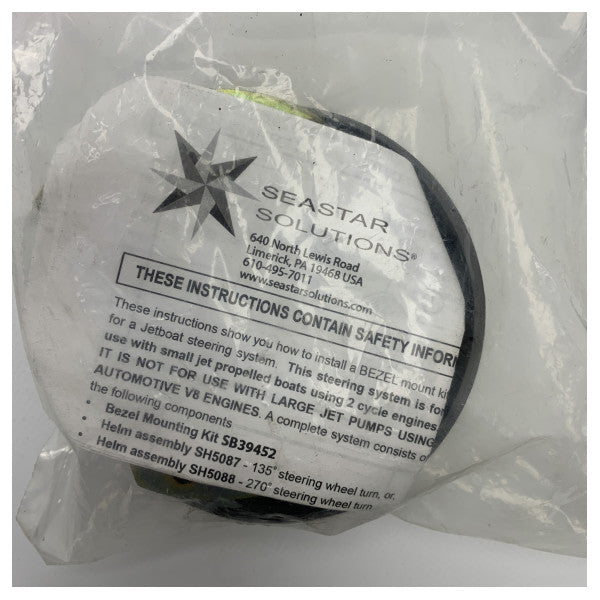 SEASTAR
SOLUTIONS®
640 North Lewis Road
Limerick, PA 19468 USA
610-495-7011
www.seastarsolutions.com
THESE INSTRUCTIONS CONTAIN SAFETY INFOR
These instructions show you how to install a BEZEL mount ki
for a Jetboat steering system. This steering system is for
use with small jet propelled boats using 2 cycle engines.
IT IS NOT FOR USE WITH LARGE JET PUMPS USING
AUTOMOTIVE V8 ENGINES. A complete system consists of
the following components
• Bezel Mounting Kit SB39452
• Helm assembly SH5087 - 135° steering wheel turn, or,
• Helm assembly SH5088 - 270° steering wheel turn